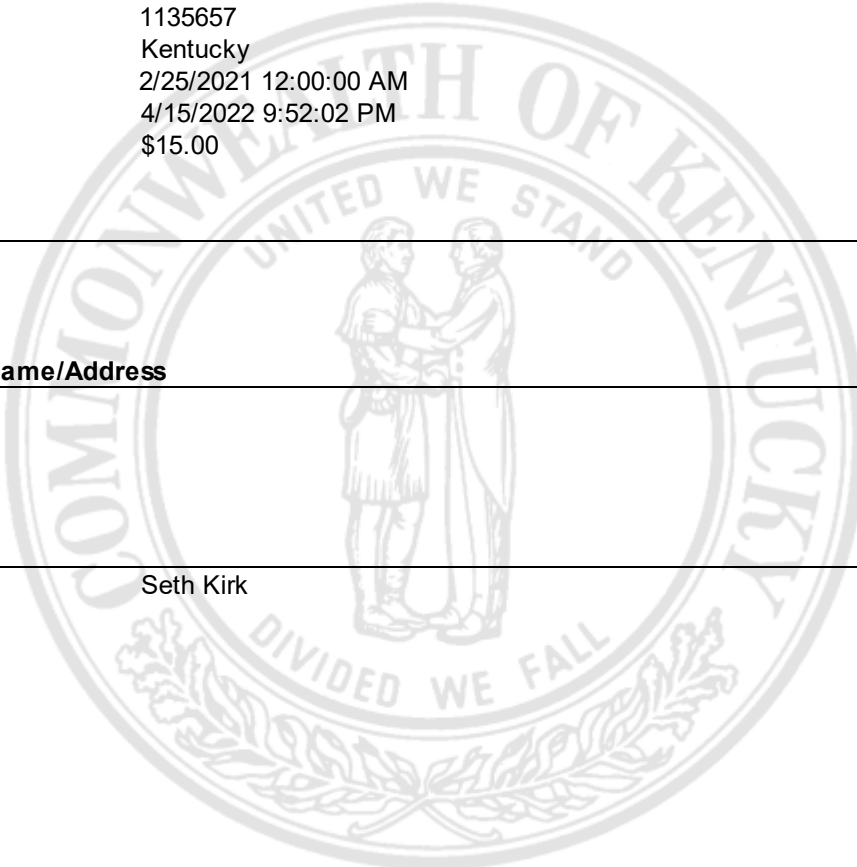 1135657
Kentucky
2/25/2021 12:00:00 AM
4/15/2022 9:52:02 PM
$15.00
COMMONWEALTH OF KENTUCKY
UNITED WE STAND
ame/Address
Seth Kirk
DIVIDED WE FALL